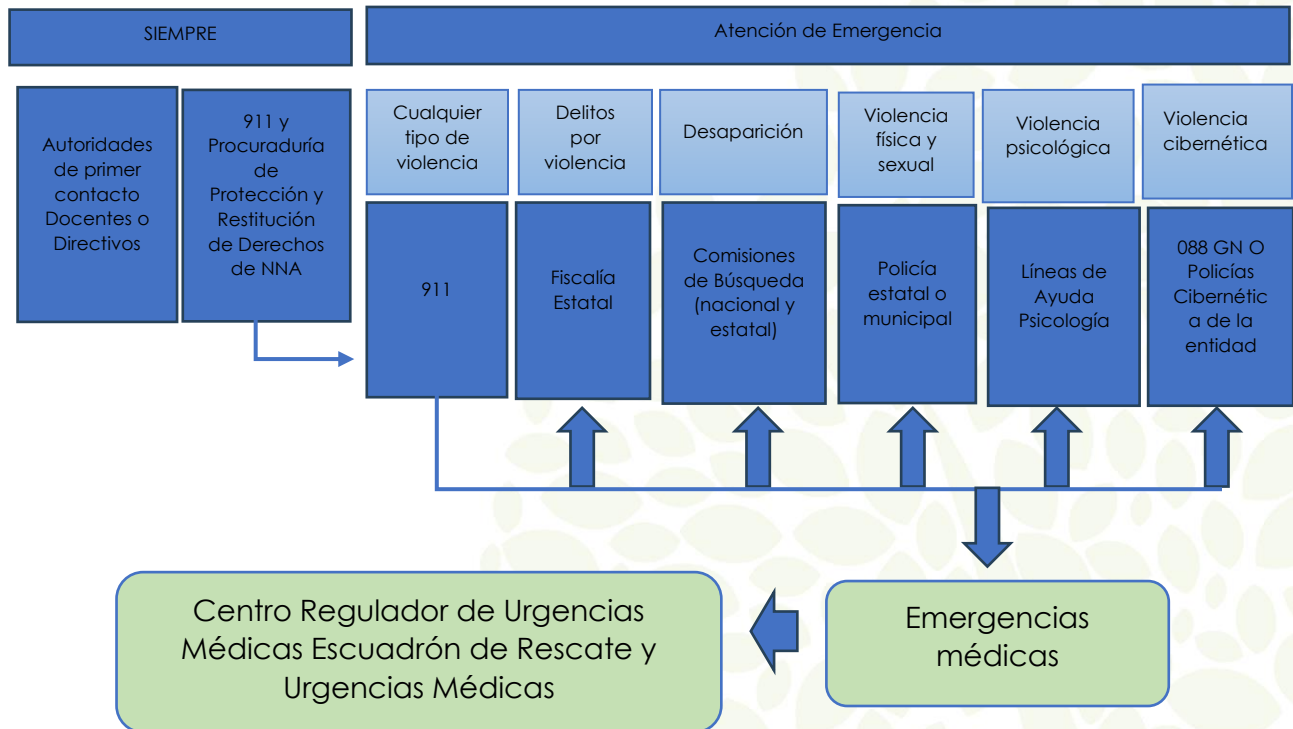 SIEMPRE
Atención de Emergencia
Autoridades
de primer
contacto
Docentes o
Directivos
911 y
Procuraduría
de
Protección y
Restitución
de Derechos
de NNA
Cualquier
tipo de
violencia
Delitos
por
violencia
Desaparición
Violencia
física y
sexual
Violencia
psicológica
Violencia
cibernética
911
Fiscalía
Estatal
Comisiones
de Búsqueda
(nacional y
estatal)
Policía
estatal o
municipal
Líneas de
Ayuda
Psicología
088 GN O
Policías
Cibernétic
a de la
entidad
Centro Regulador de Urgencias
Médicas Escuadrón de Rescate y
Urgencias Médicas
Emergencias
médicas